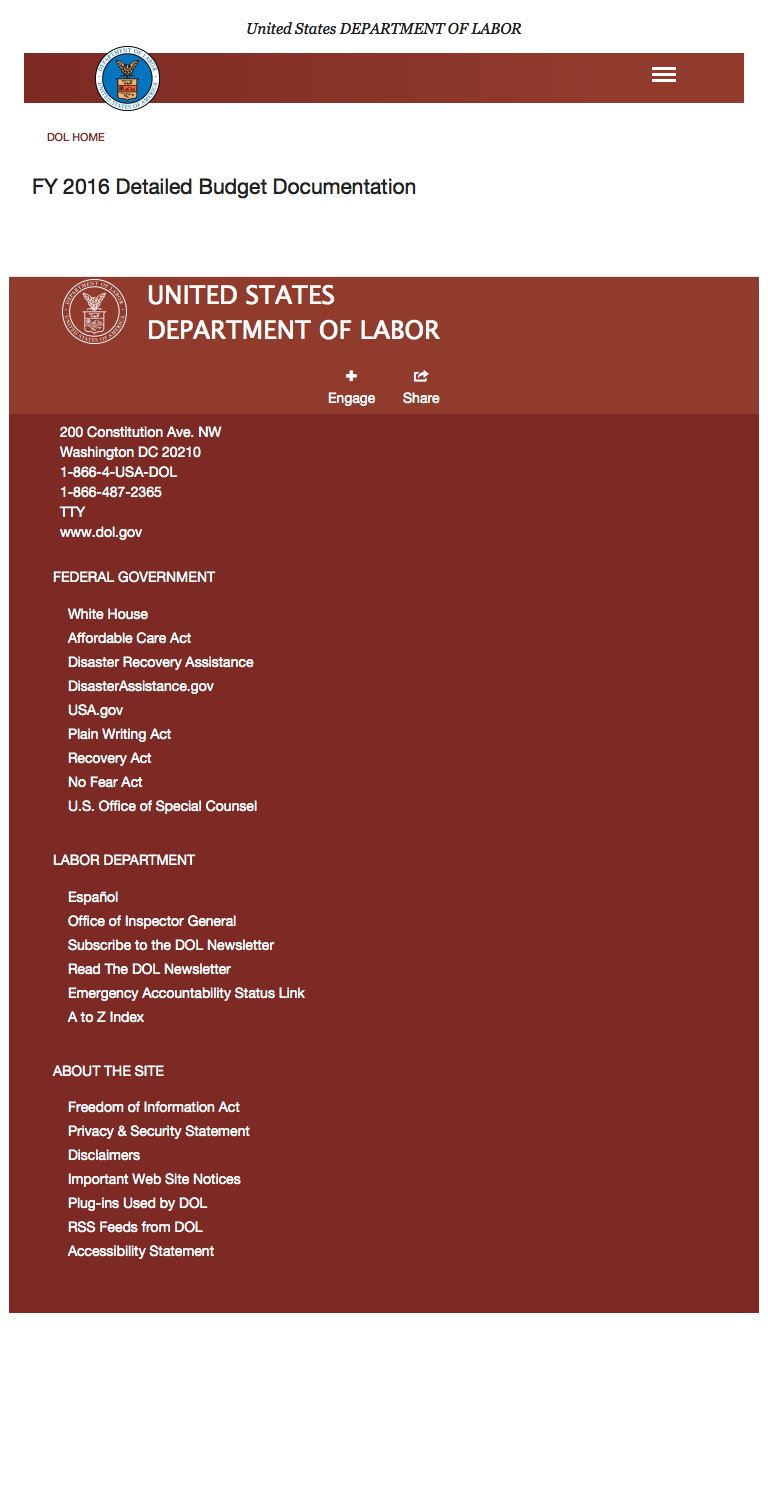 United States DEPARTMENT OF LABOR
DOL HOME
FY 2016 Detailed Budget Documentation
UNITED STATES
DEPARTMENT OF LABOR
Engage
Share
200 Constitution Ave. NW
Washington DC 20210
1-866-4-USA-DOL
1-866-487-2365
TTY
www.dol.gov
FEDERAL GOVERNMENT
White House
Affordable Care Act
Disaster Recovery Assistance
DisasterAssistance.gov
USA.gov
Plain Writing Act
Recovery Act
No Fear Act
U.S. Office of Special Counsel
LABOR DEPARTMENT
Español
Office of Inspector General
Subscribe to the DOL Newsletter
Read The DOL Newsletter
Emergency Accountability Status Link
A to Z Index
ABOUT THE SITE
Freedom of Information Act
Privacy & Security Statement
Disclaimers
Important Web Site Notices
Plug-ins Used by DOL
RSS Feeds from DOL
Accessibility Statement